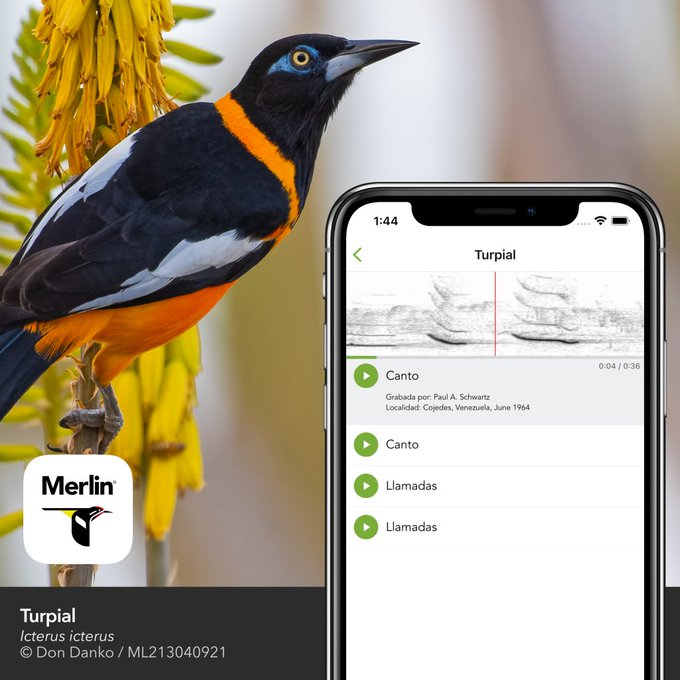 1:44
Turpial
0:04 / 0:36
Canto
Grabada por: Paul A. Schwartz
Localidad: Cojedes, Venezuela, June 1964
Canto
Llamadas
Llamadas
Merlin®
Turpial
Icterus icterus
© Don Danko / ML213040921